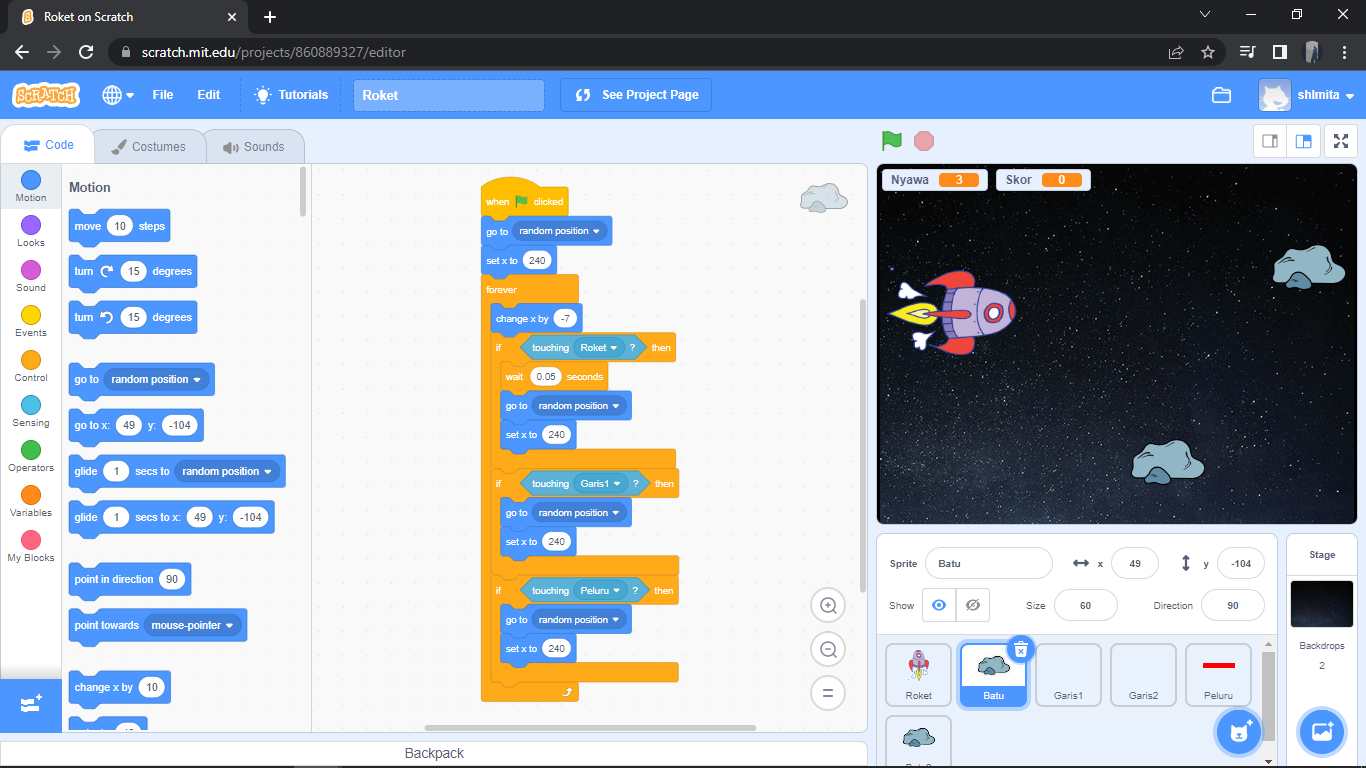 Roket on Scratch
scratch.mit.edu/projects/860889327/editor
SCRATCH
File
Edit
Tutorials
Roket
See Project Page
shlmita
Code
Costumes
Sounds
Motion
Looks
Sound
Events
Control
Sensing
Operators
Variables
My Blocks
Motion
move 10 steps
turn 15 degrees
turn 15 degrees
go to random position
go to x: 49 y: -104
glide 1 secs to random position
glide 1 secs to x: 49 y: -104
point in direction 90
point towards mouse-pointer
change x by 10
when clicked
go to random position
set x to 240
forever
change x by -7
if touching Roket ? then
wait 0.05 seconds
go to random position
set x to 240
if touching Garis1 ? then
go to random position
set x to 240
if touching Peluru ? then
go to random position
set x to 240
Backpack
Nyawa 3
Skor 0
Sprite Batu x 49 y -104
Show Size 60 Direction 90
Roket
Batu
Garis1
Garis2
Peluru
Stage
Backdrops
2